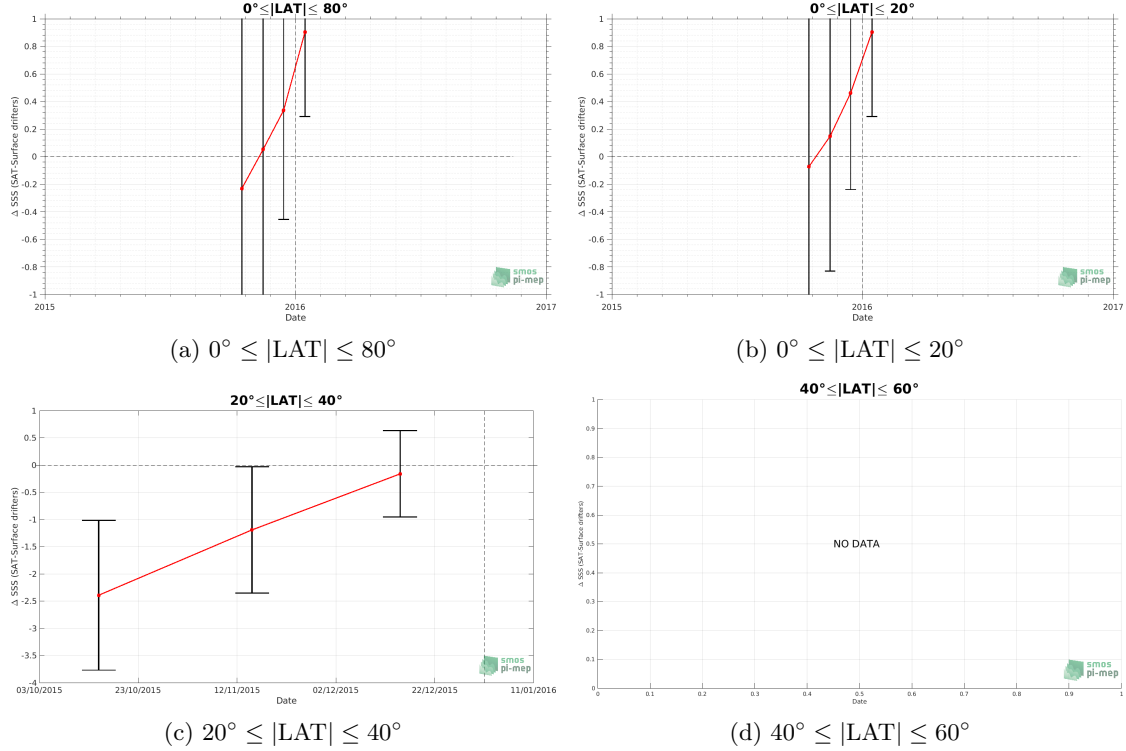 0°≤|LAT|≤ 80°
Δ SSS (SAT-Surface drifters)
1
0.8
0.6
0.4
0.2
0
-0.2
-0.4
-0.6
-0.8
-1
2015
2016
2017
Date
smos
pi-mep
(a) 0° ≤ |LAT| ≤ 80°
0°≤|LAT|≤ 20°
Δ SSS (SAT-Surface drifters)
1
0.8
0.6
0.4
0.2
0
-0.2
-0.4
-0.6
-0.8
-1
2015
2016
2017
Date
smos
pi-mep
(b) 0° ≤ |LAT| ≤ 20°
20°≤|LAT|≤ 40°
Δ SSS (SAT-Surface drifters)
1
0.5
0
-0.5
-1
-1.5
-2
-2.5
-3
-3.5
-4
03/10/2015
23/10/2015
12/11/2015
02/12/2015
22/12/2015
11/01/2016
Date
smos
pi-mep
(c) 20° ≤ |LAT| ≤ 40°
40°≤|LAT|≤ 60°
Δ SSS (SAT-Surface drifters)
1
0.9
0.8
0.7
0.6
0.5
0.4
0.3
0.2
0.1
0
NO DATA
0
0.1
0.2
0.3
0.4
0.5
0.6
0.7
0.8
0.9
1
Date
smos
pi-mep
(d) 40° ≤ |LAT| ≤ 60°